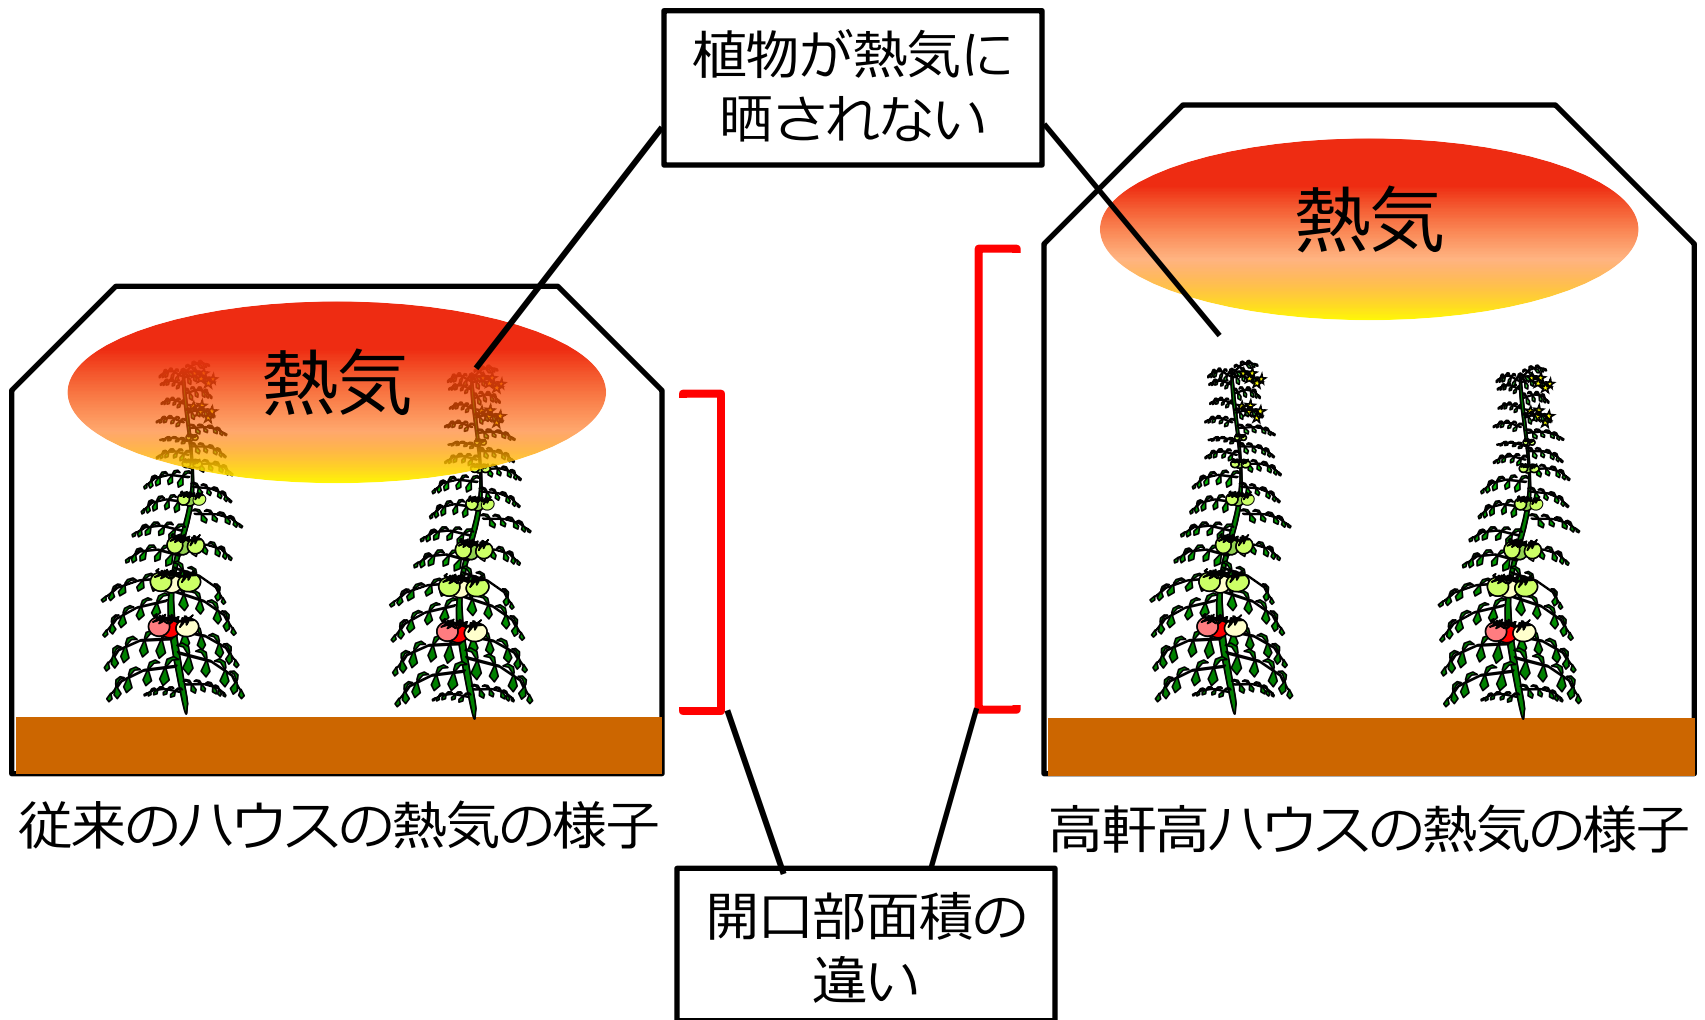 植物が熱気に
晒されない
熱気
熱気
従来のハウスの熱気の様子
高軒高ハウスの熱気の様子
開口部面積の
違い